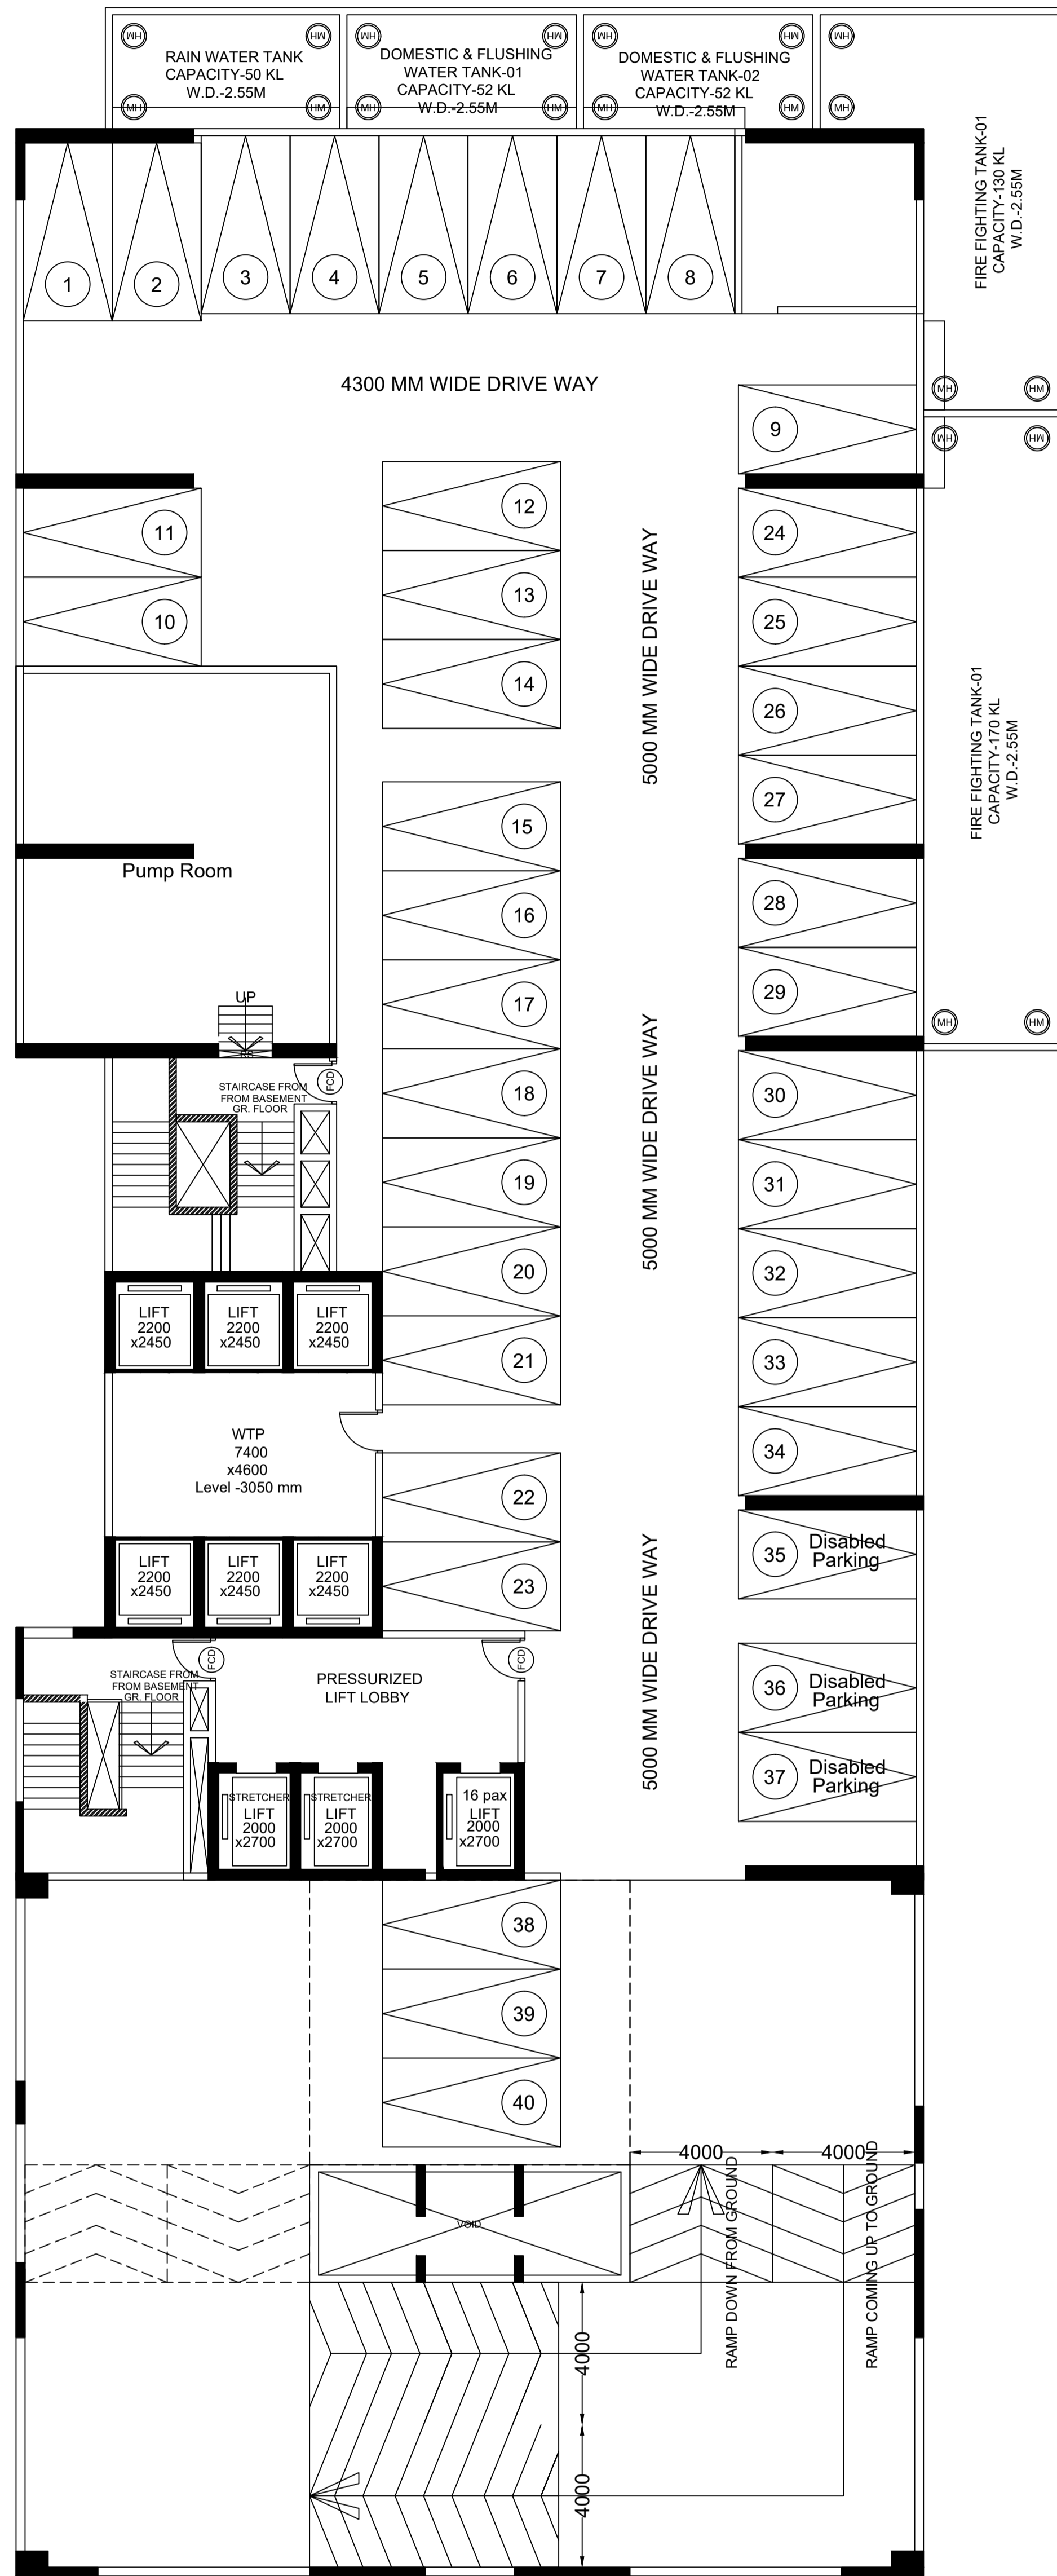 MH
HM
MH
HM
MH
HM
MH
RAIN WATER TANK
CAPACITY-50 KL
W.D.-2.55M
DOMESTIC & FLUSHING
WATER TANK-01
CAPACITY-52 KL
W.D.-2.55M
DOMESTIC & FLUSHING
WATER TANK-02
CAPACITY-52 KL
W.D.-2.55M
MH
HM
MH
HM
MH
HM
MH
FIRE FIGHTING TANK-01
CAPACITY-130 KL
W.D.-2.55M
1
2
3
4
5
6
7
8
4300 MM WIDE DRIVE WAY
MH
HM
9
MH
HM
12
11
24
13
10
25
14
26
5000 MM WIDE DRIVE WAY
FIRE FIGHTING TANK-01
CAPACITY-170 KL
W.D.-2.55M
27
15
Pump Room
16
28
17
29
UP
MH
HM
STAIRCASE FROM
FROM BASEMENT
GR. FLOOR
FCD
18
30
5000 MM WIDE DRIVE WAY
19
31
20
32
LIFT
2200
x2450
LIFT
2200
x2450
LIFT
2200
x2450
21
33
WTP
7400
x4600
Level -3050 mm
34
22
LIFT
2200
x2450
LIFT
2200
x2450
LIFT
2200
x2450
23
35
Disabled
Parking
5000 MM WIDE DRIVE WAY
STAIRCASE FROM
FROM BASEMENT
GR. FLOOR
FCD
PRESSURIZED
LIFT LOBBY
FCD
36
Disabled
Parking
37
Disabled
Parking
STRETCHER
LIFT
2000
x2700
STRETCHER
LIFT
2000
x2700
16 pax
LIFT
2000
x2700
38
39
40
4000
4000
VOID
RAMP DOWN FROM GROUND
RAMP COMING UP TO GROUND
4000
4000